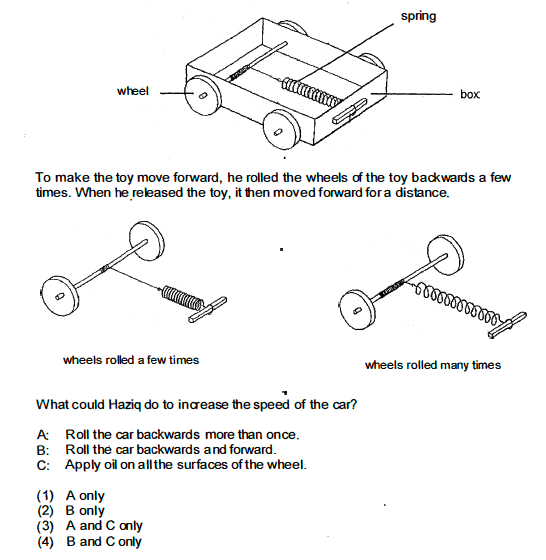 spring
wheel
box
To make the toy move forward, he rolled the wheels of the toy backwards a few
times. When he released the toy, it then moved forward for a distance.
wheels rolled a few times
wheels rolled many times
What could Haziq do to increase the speed of the car?
A: Roll the car backwards more than once.
B: Roll the car backwards and forward.
C: Apply oil on all the surfaces of the wheel.
(1) A only
(2) B only
(3) A and C only
(4) B and C only